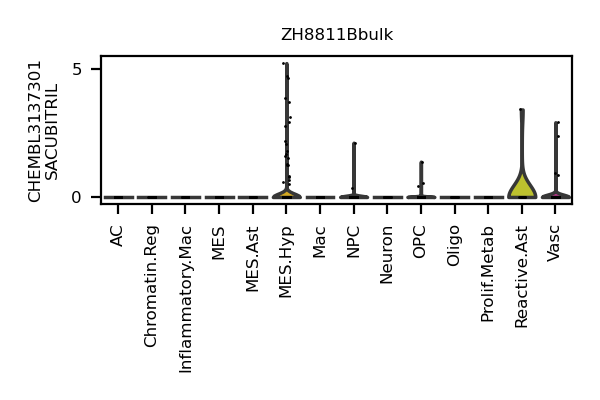 ZH8811Bbulk
CHEMBL3137301
SACUBITRIL
5
0
AC
Chromatin.Reg
Inflammatory.Mac
MES
MES.Ast
MES.Hyp
Mac
NPC
Neuron
OPC
Oligo
Prolif.Metab
Reactive.Ast
Vasc